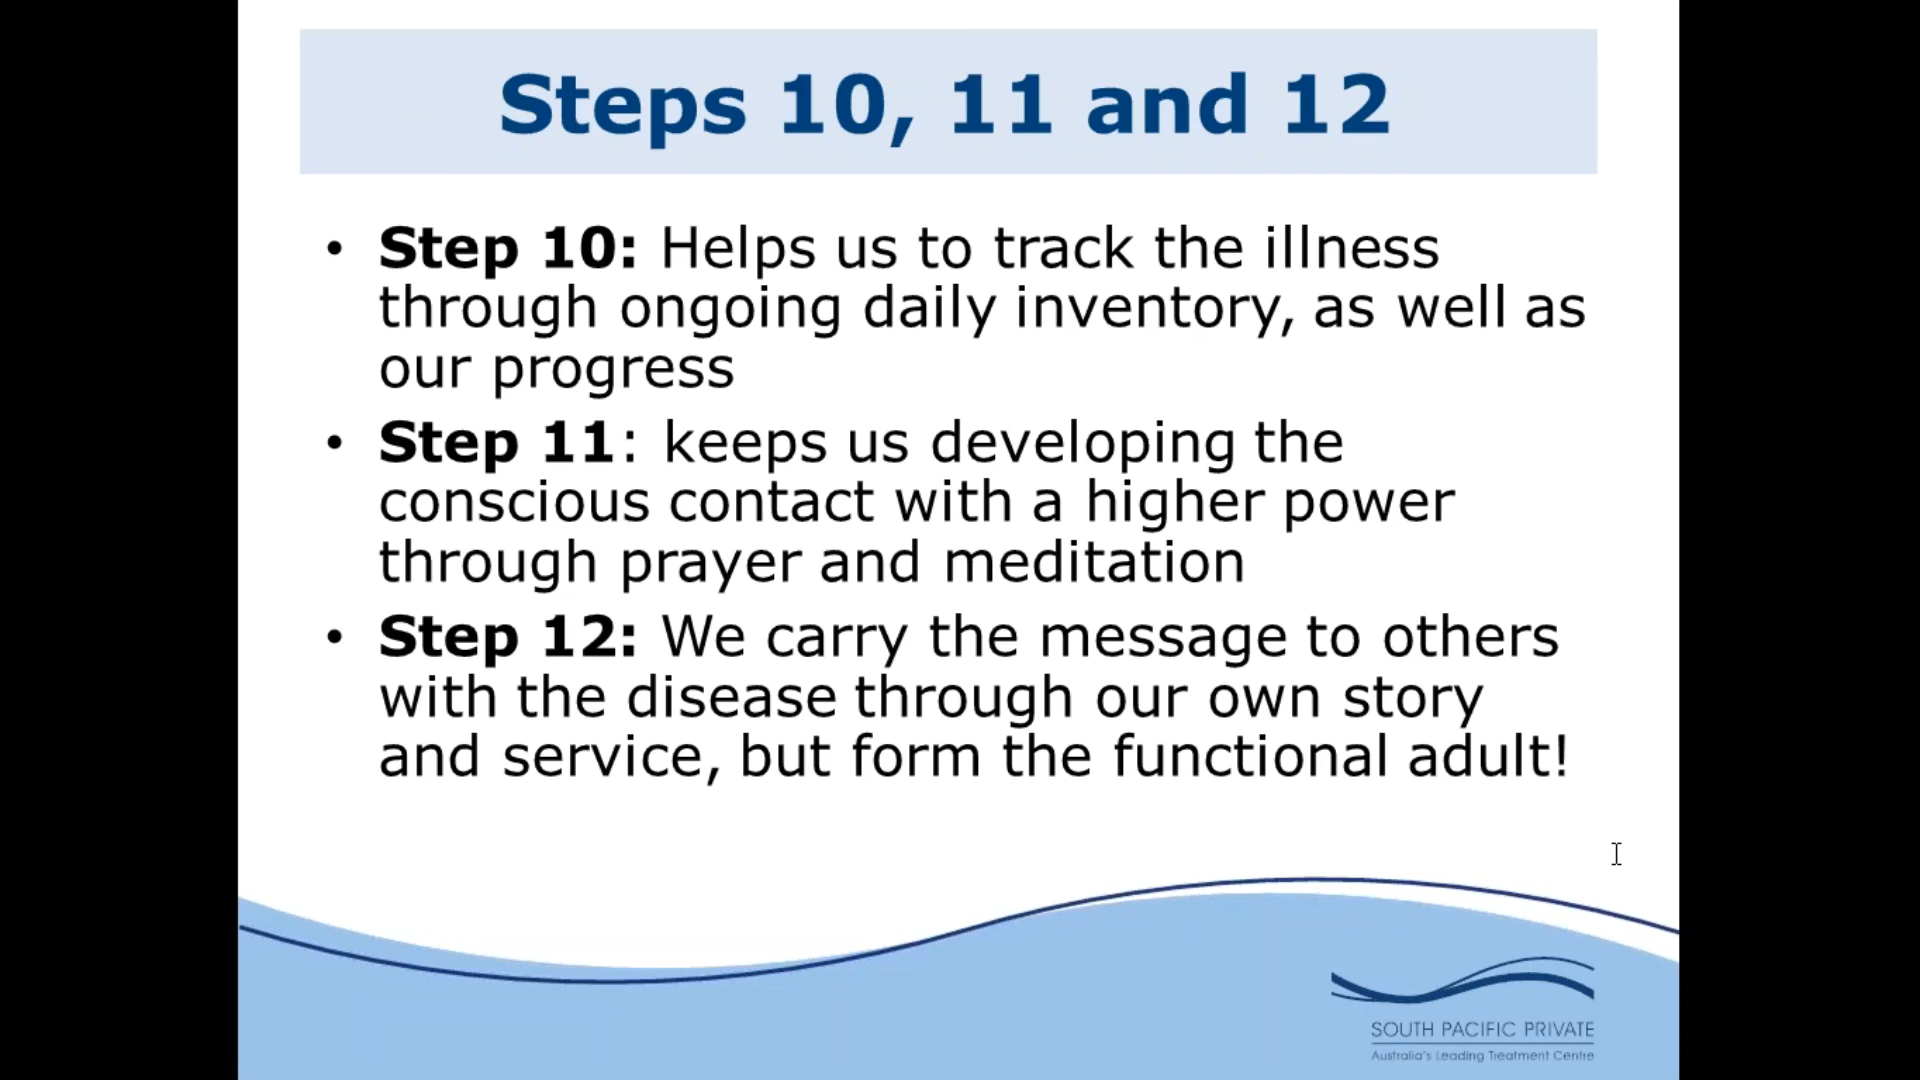 Steps 10, 11 and 12
• Step 10: Helps us to track the illness
through ongoing daily inventory, as well as
our progress
• Step 11: keeps us developing the
conscious contact with a higher power
through prayer and meditation
• Step 12: We carry the message to others
with the disease through our own story
and service, but form the functional adult!
SOUTH PACIFIC PRIVATE
Australia's Leading Treatment Centre